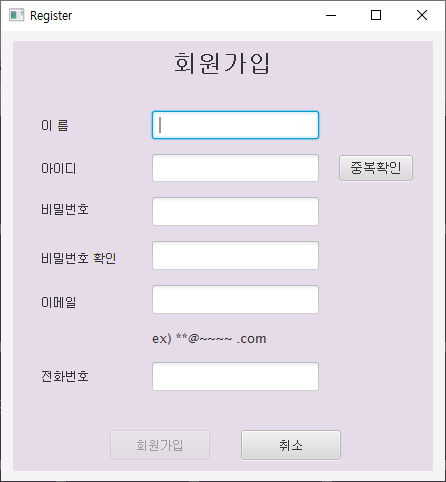 Register
회원가입
이 름
아이디 중복확인
비밀번호
비밀번호 확인
이메일
ex) **@~~~~ .com
전화번호
회원가입 취소